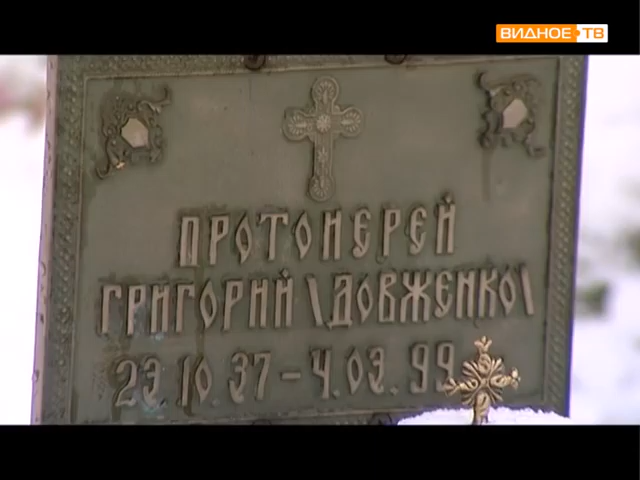 ВИДНОЕ ТВ
ПРОТОИЕРЕЙ
ГРИГОРИЙ \ДОВЖЕНКО\
23.10.37 – 4.03.99